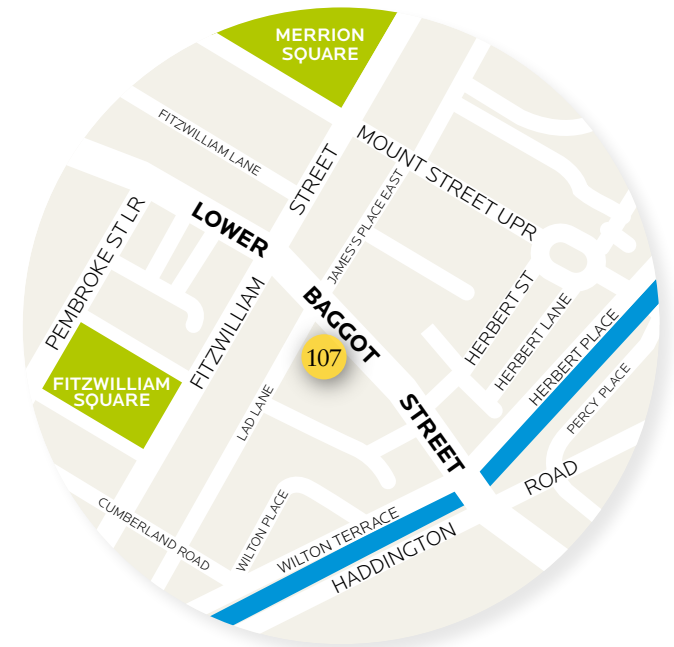 MERRION
SQUARE
FITZWILLIAM LANE
MOUNT STREET UPR
STREET
JAMES'S PLACE EAST
PEMBROKE ST LR
LOWER
BAGGOT
STREET
FITZWILLIAM
HERBERT ST
HERBERT LANE
HERBERT PLACE
PERCY PLACE
107
FITZWILLIAM
SQUARE
LAD LANE
ROAD
CUMBERLAND ROAD
WILTON PLACE
WILTON TERRACE
HADDINGTON